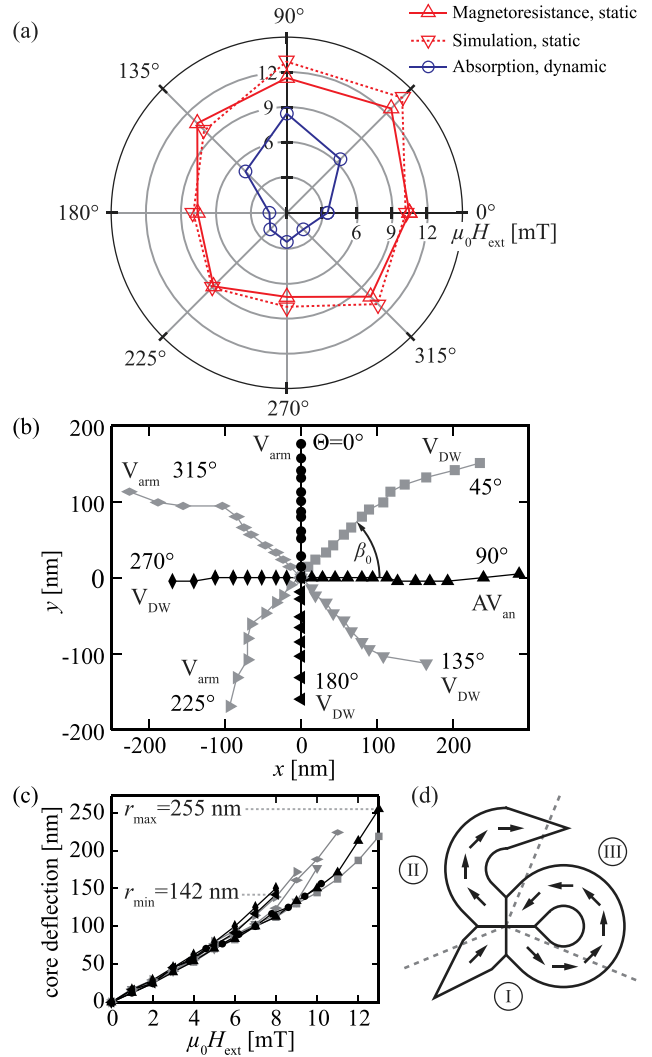 (a)
90°
Magnetoresistance, static
Simulation, static
Absorption, dynamic
135°
12
9
6
180°
0°
6 9 12
μ₀Hext [mT]
225°
315°
270°
(b)
200
100
0
-100
-200
y [nm]
Varm
Θ=0°
Varm
315°
VDW
45°
270°
VDW
β₀
90°
AVan
Varm
225°
180°
VDW
135°
VDW
-200 -100 0 100 200
x [nm]
(c)
core deflection [nm]
250
200
150
100
50
0
rmax=255 nm
rmin=142 nm
0 2 4 6 8 10 12
μ₀Hext [mT]
(d)
II
III
I